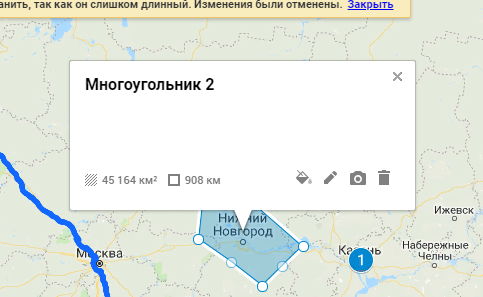 анить, так как он слишком длинный. Изменения были отменены. Закрыть
Многоугольник 2
45 164 км² 908 км
Нижний
Новгород
Ижевск
Москва
Казань
1
Набережные
Челны